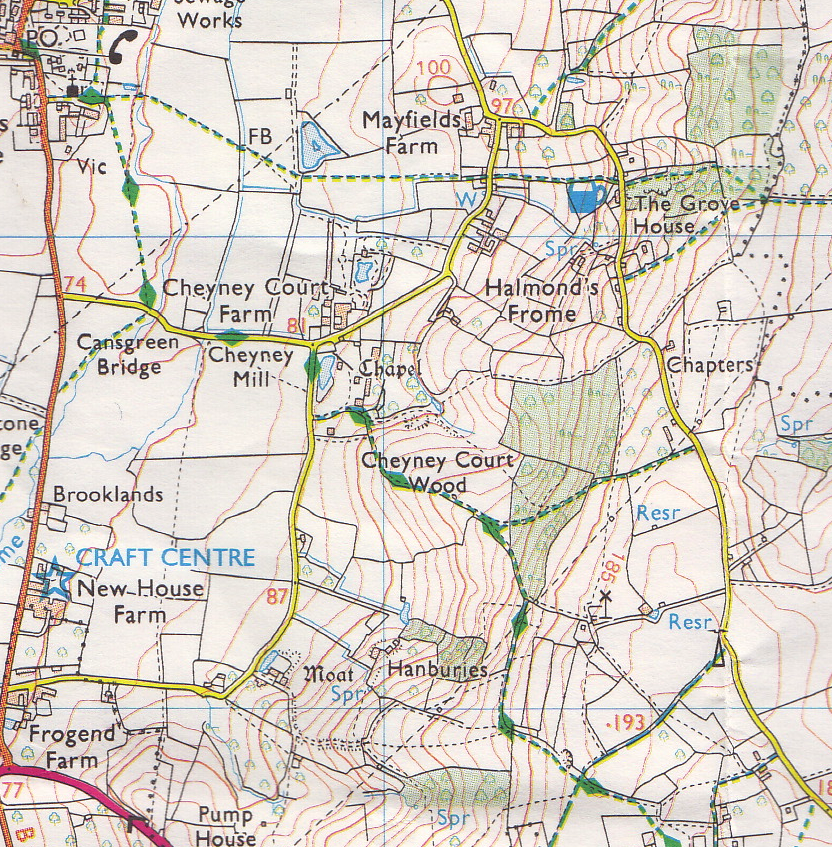 Works
PO
100
97
Mayfields
Farm
FB
Vic
W
The Grove
House
Spr
74
Cheyney Court
Farm
81
Halmond's
Frome
Cansgreen
Bridge
Cheyney
Mill
Chapel
Chapters
Spr
Cheyney Court
Wood
Brooklands
Resr
CRAFT CENTRE
New House
Farm
87
185
Resr
Moat
Hanburies
Spr
193
Frogend
Farm
77
Pump
House
Spr